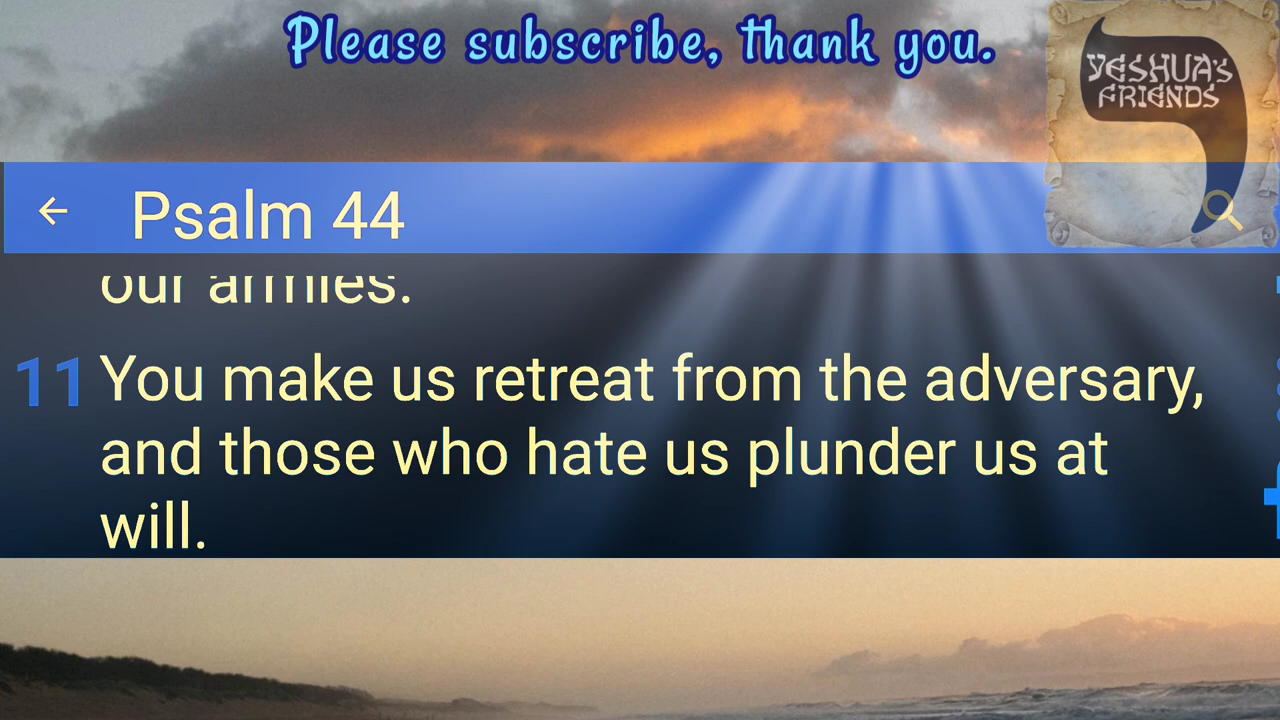 Please subscribe, thank you.
YESHUA'S
FRIENDS
Psalm 44
our armies.
11 You make us retreat from the adversary,
and those who hate us plunder us at
will.